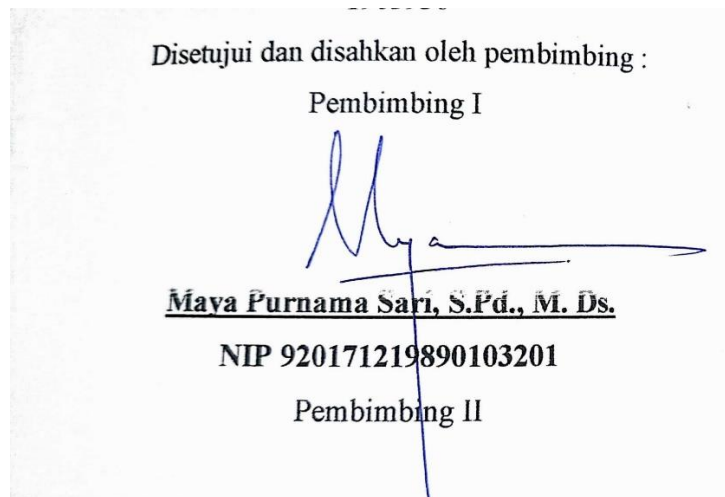 Disetujui dan disahkan oleh pembimbing :
Pembimbing I
Maya Purnama Sari, S.Pd., M. Ds.
NIP 920171219890103201
Pembimbing II